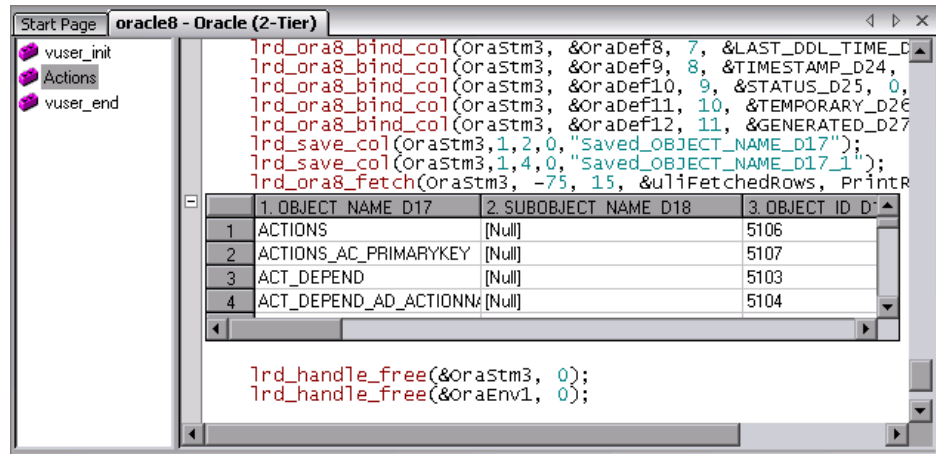 Start Page oracle8 - Oracle (2-Tier)
vuser_init
Actions
vuser_end
lrd_ora8_bind_col(OraStm3, &OraDef8, 7, &LAST_DDL_TIME_D
lrd_ora8_bind_col(OraStm3, &OraDef9, 8, &TIMESTAMP_D24,
lrd_ora8_bind_col(OraStm3, &OraDef10, 9, &STATUS_D25, 0,
lrd_ora8_bind_col(OraStm3, &OraDef11, 10, &TEMPORARY_D26
lrd_ora8_bind_col(OraStm3, &OraDef12, 11, &GENERATED_D27
lrd_save_col(OraStm3,1,2,0,"Saved_OBJECT_NAME_D17");
lrd_save_col(OraStm3,1,4,0,"Saved_OBJECT_NAME_D17_1");
lrd_ora8_fetch(OraStm3, -75, 15, &uliFetchedRows, PrintR
1. OBJECT_NAME_D17 2. SUBOBJECT_NAME_D18 3. OBJECT_ID_D1
1 ACTIONS [Null] 5106
2 ACTIONS_AC_PRIMARYKEY [Null] 5107
3 ACT_DEPEND [Null] 5103
4 ACT_DEPEND_AD_ACTIONNA [Null] 5104
lrd_handle_free(&OraStm3, 0);
lrd_handle_free(&OraEnv1, 0);